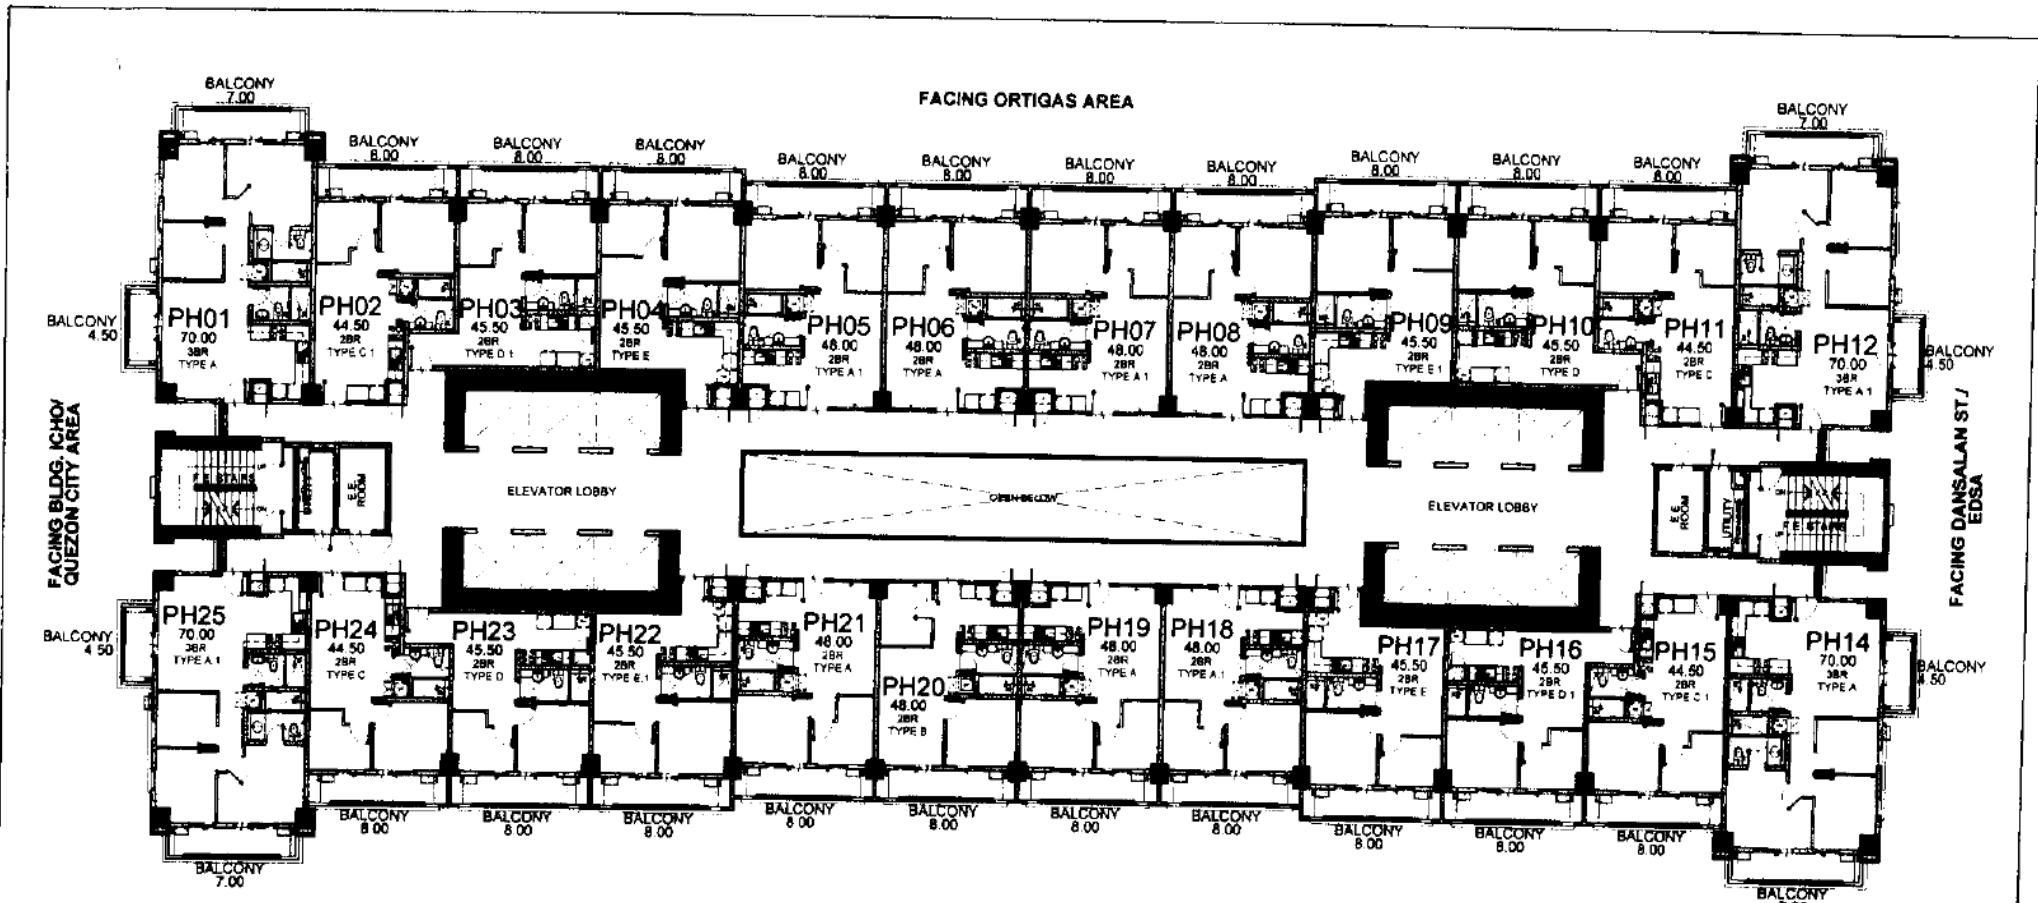 FACING ORTIGAS AREA
BALCONY
7.00
BALCONY
8.00
BALCONY
8.00
BALCONY
8.00
BALCONY
8.00
BALCONY
8.00
BALCONY
8.00
BALCONY
8.00
BALCONY
8.00
BALCONY
8.00
BALCONY
8.00
BALCONY
7.00
BALCONY
4.50
PH01
70.00
3BR
TYPE A
PH02
44.50
2BR
TYPE C 1
PH03
45.50
2BR
TYPE D 1
PH04
45.50
2BR
TYPE E
PH05
48.00
2BR
TYPE A 1
PH06
48.00
2BR
TYPE A
PH07
48.00
2BR
TYPE A 1
PH08
48.00
2BR
TYPE A
PH09
45.50
2BR
TYPE E 1
PH10
45.50
2BR
TYPE D
PH11
44.50
2BR
TYPE C
PH12
70.00
3BR
TYPE A 1
BALCONY
4.50
FACING BLDG. ICHO/
QUEZON CITY AREA
F.E STAIRS
E.E.
ROOM
ELEVATOR LOBBY
OPEN BELOW
ELEVATOR LOBBY
E.E.
ROOM
UTILITY
F.E STAIRS
FACING DANSALAN ST./
EDSA
BALCONY
4.50
PH25
70.00
3BR
TYPE A.1
PH24
44.50
2BR
TYPE C
PH23
45.50
2BR
TYPE D
PH22
45.50
2BR
TYPE E.1
PH21
48.00
2BR
TYPE A
PH20
48.00
2BR
TYPE B
PH19
48.00
2BR
TYPE A
PH18
48.00
2BR
TYPE A.1
PH17
45.50
2BR
TYPE E
PH16
45.50
2BR
TYPE D 1
PH15
44.50
2BR
TYPE C 1
PH14
70.00
3BR
TYPE A
BALCONY
4.50
BALCONY
7.00
BALCONY
8.00
BALCONY
8.00
BALCONY
8.00
BALCONY
8.00
BALCONY
8.00
BALCONY
8.00
BALCONY
8.00
BALCONY
8.00
BALCONY
8.00
BALCONY
8.00
BALCONY